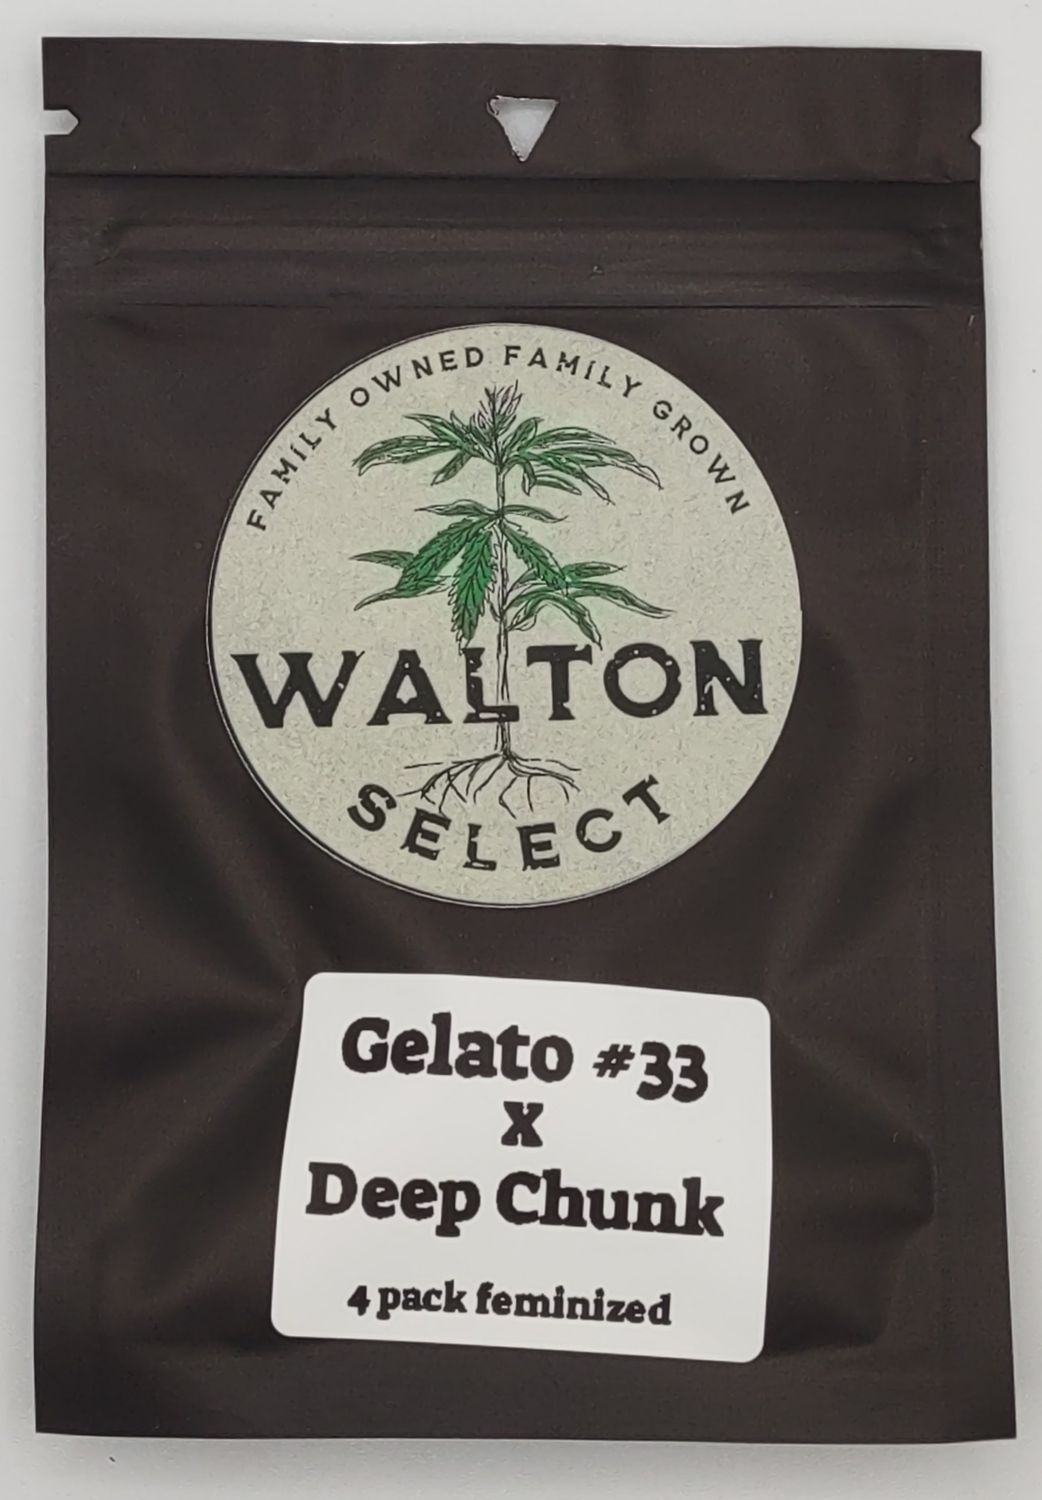 FAMILY OWNED FAMILY GROWN
WALTON
SELECT
Gelato #33
x
Deep Chunk
4 pack feminized